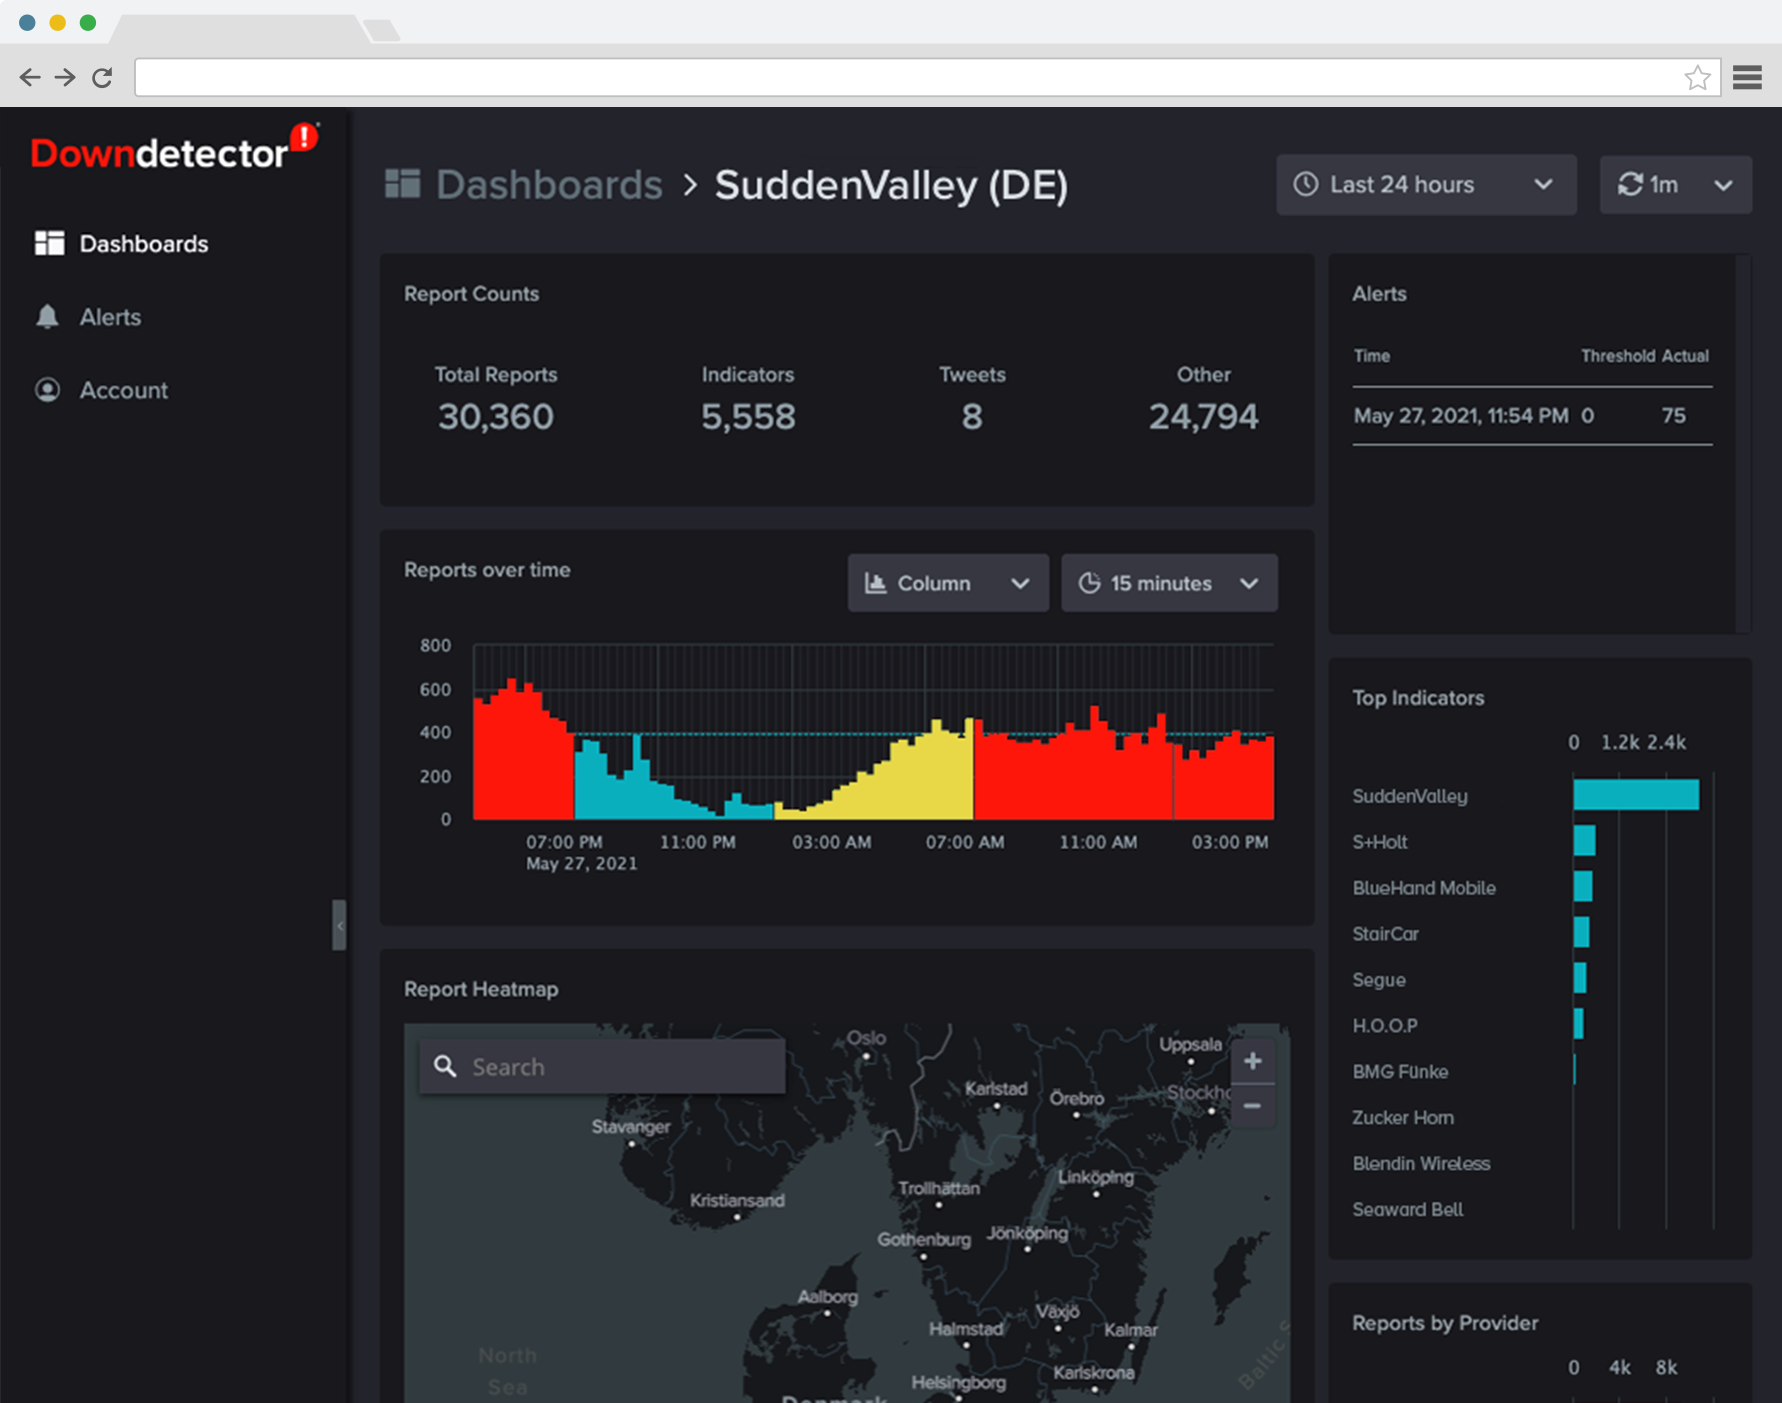 Downdetector
Dashboards
Alerts
Account
Dashboards > SuddenValley (DE)
Last 24 hours
1m
Report Counts
Total Reports
30,360
Indicators
5,558
Tweets
8
Other
24,794
Alerts
Time Threshold Actual
May 27, 2021, 11:54 PM 0 75
Reports over time
Column
15 minutes
800
600
400
200
0
07:00 PM 11:00 PM 03:00 AM 07:00 AM 11:00 AM 03:00 PM
May 27, 2021
Top Indicators
0 1.2k 2.4k
SuddenValley
S+Holt
BlueHand Mobile
StairCar
Segue
H.O.O.P
BMG Fünke
Zucker Horn
Blendin Wireless
Seaward Bell
Report Heatmap
Search
+
−
Oslo
Uppsala
Karlstad
Örebro
Stockho
Stavanger
Linköping
Trollhättan
Kristiansand
Gothenburg
Jönköping
Aalborg
Växjö
Halmstad
Kalmar
North
Sea
Karlskrona
Baltic S
Helsingborg
Denmark
Reports by Provider
0 4k 8k